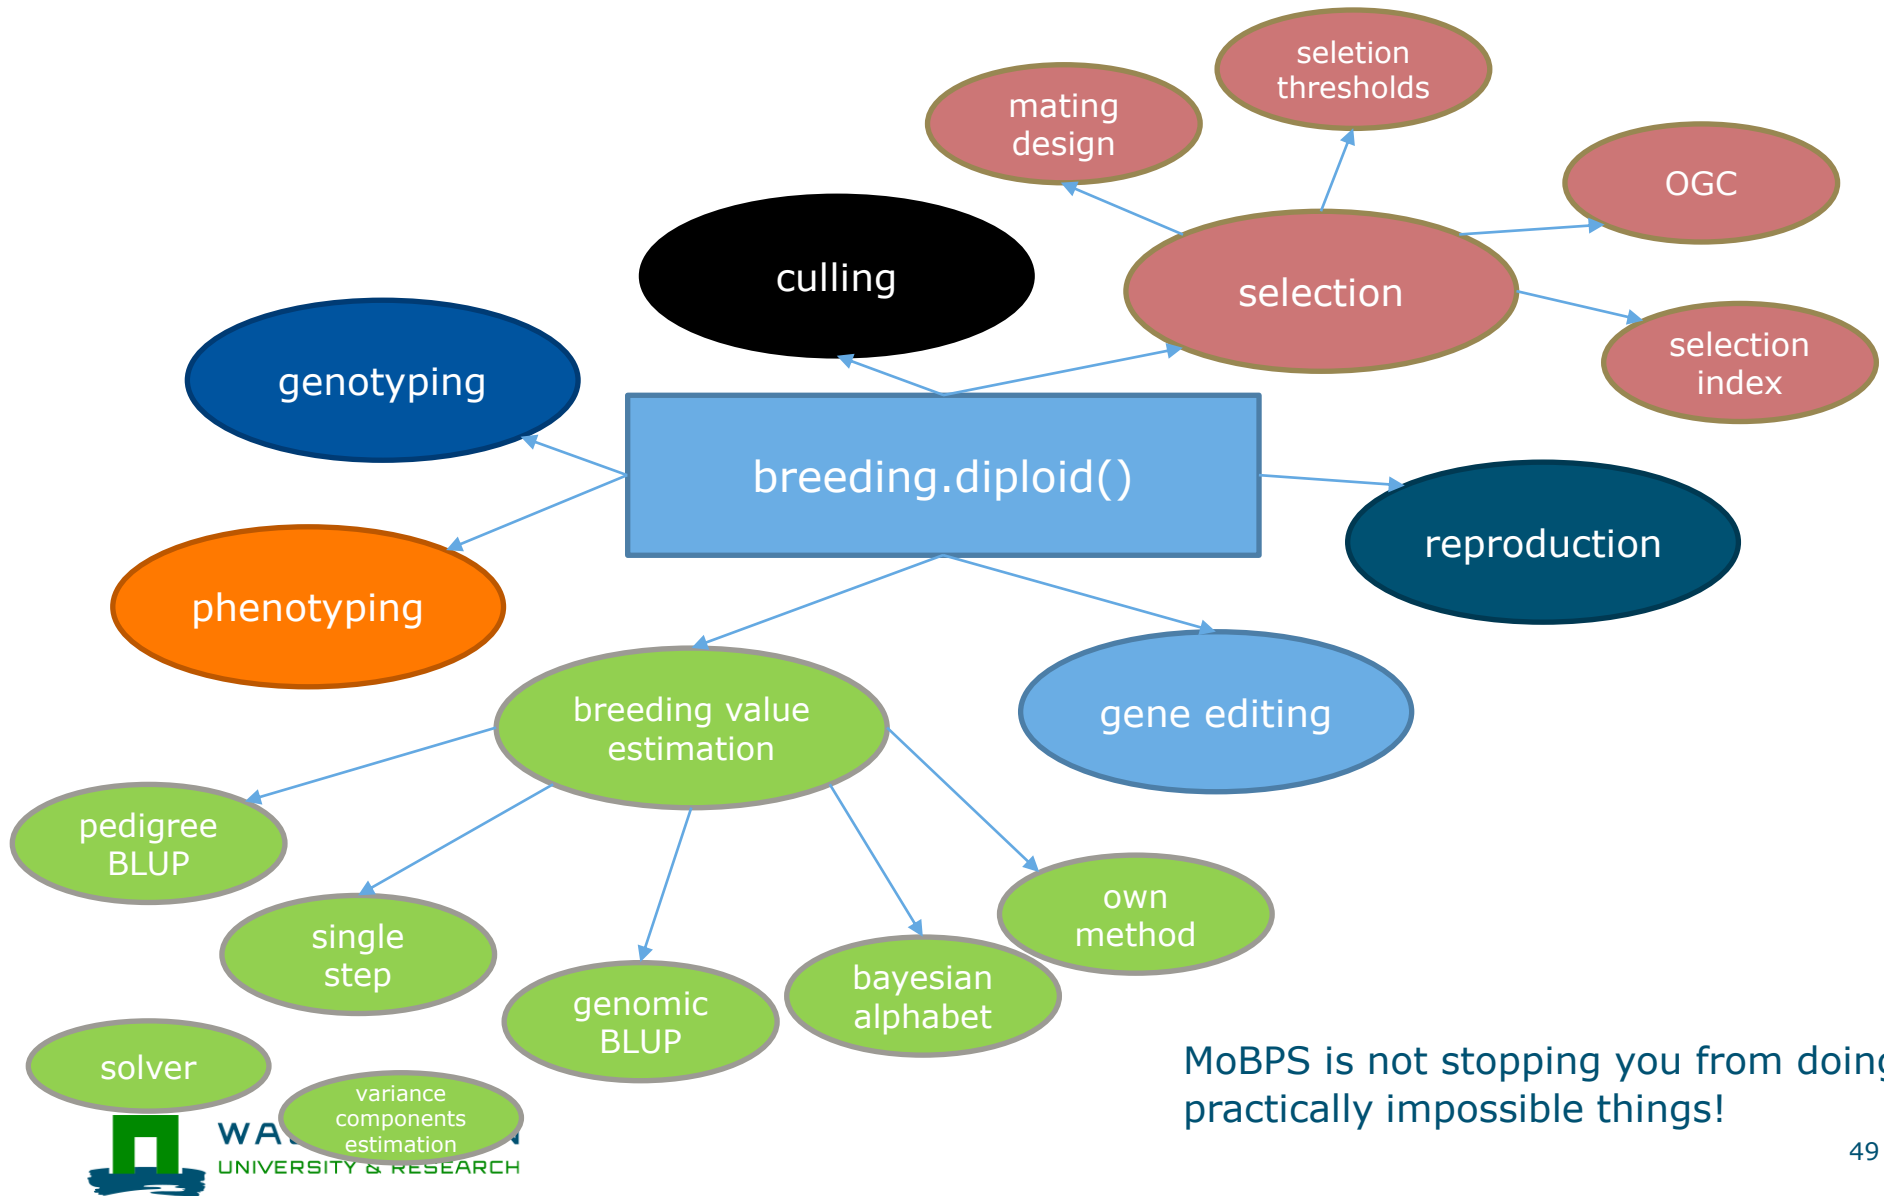 seletion
thresholds
mating
design
OGC
culling
selection
selection
index
genotyping
breeding.diploid()
reproduction
phenotyping
breeding value
estimation
gene editing
pedigree
BLUP
own
method
single
step
bayesian
alphabet
genomic
BLUP
solver
variance
components
estimation
MoBPS is not stopping you from doing
practically impossible things!
UNIVERSITY & RESEARCH
49